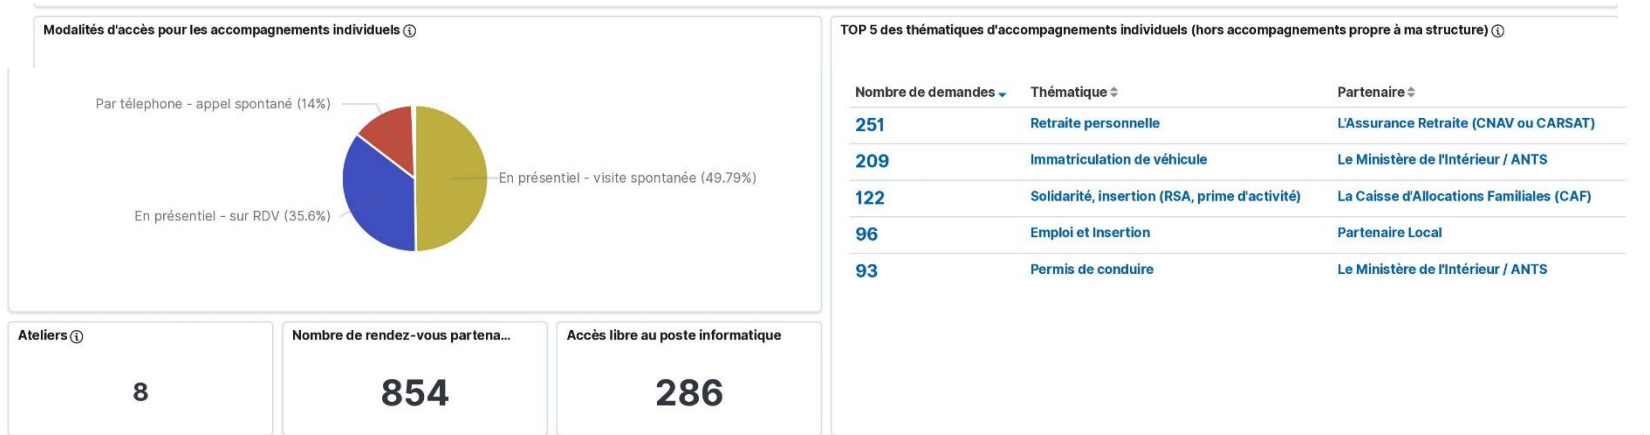 Modalités d'accès pour les accompagnements individuels
Par télephone - appel spontané (14%)
En présentiel - visite spontanée (49.79%)
En présentiel - sur RDV (35.6%)
TOP 5 des thématiques d'accompagnements individuels (hors accompagnements propre à ma structure)
Nombre de demandes Thématique Partenaire
251 Retraite personnelle L'Assurance Retraite (CNAV ou CARSAT)
209 Immatriculation de véhicule Le Ministère de l'Intérieur / ANTS
122 Solidarité, insertion (RSA, prime d'activité) La Caisse d'Allocations Familiales (CAF)
96 Emploi et Insertion Partenaire Local
93 Permis de conduire Le Ministère de l'Intérieur / ANTS
Ateliers
8
Nombre de rendez-vous partena...
854
Accès libre au poste informatique
286